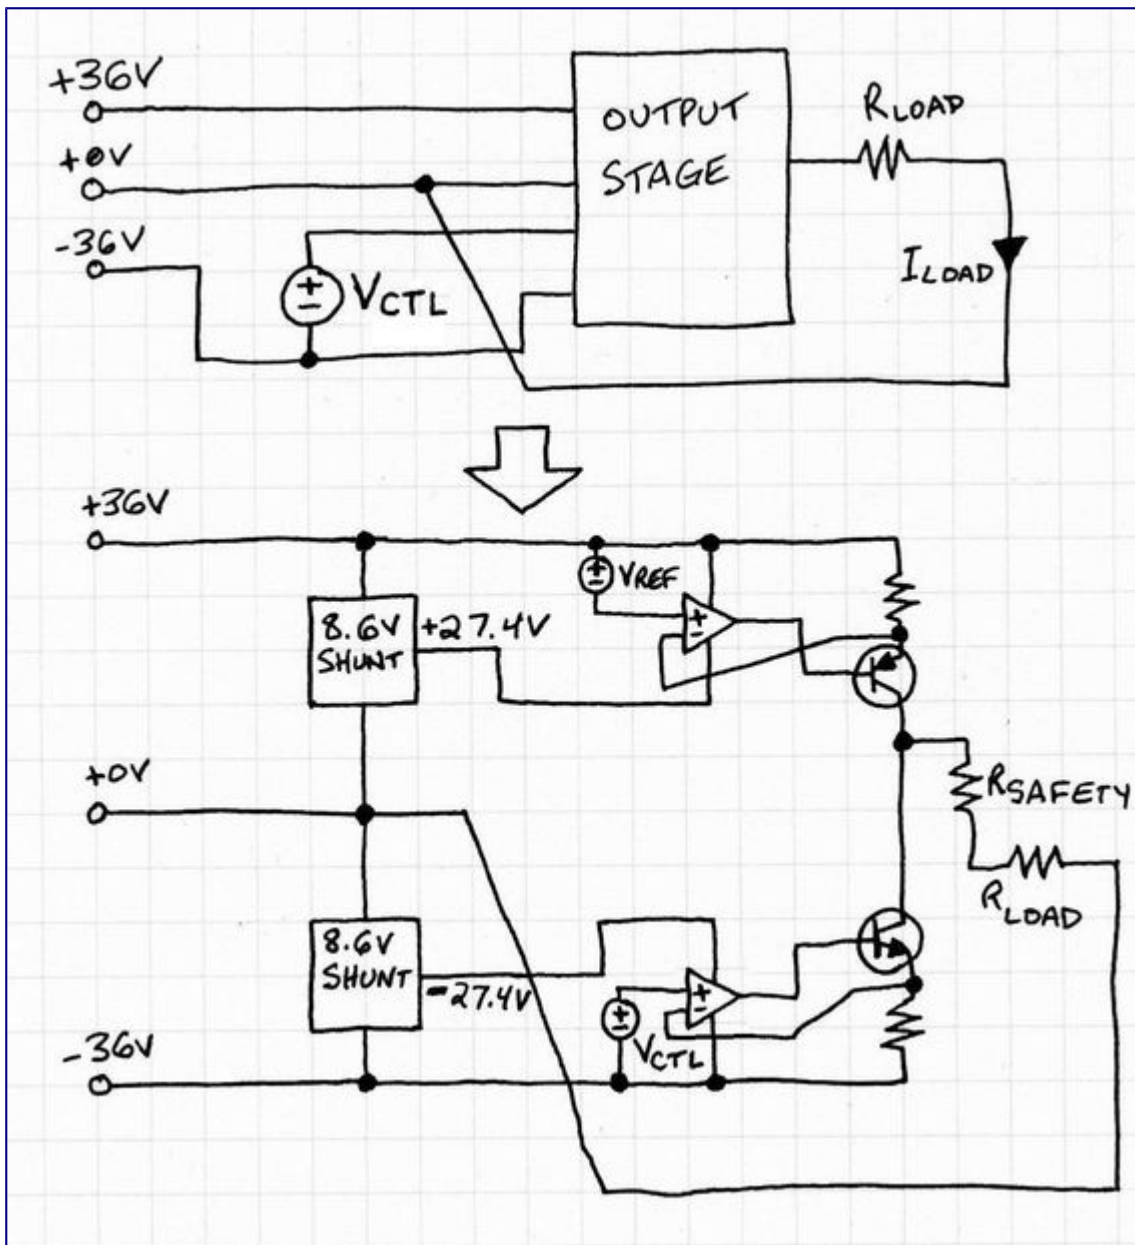 +36V
OUTPUT
STAGE
RLOAD
+0V
-36V
+
-
VCTL
ILOAD
+36V
+
-
VREF
8.6V
SHUNT
+27.4V
+
-
+0V
RSAFETY
RLOAD
8.6V
SHUNT
-27.4V
+
-
+
-
VCTL
-36V